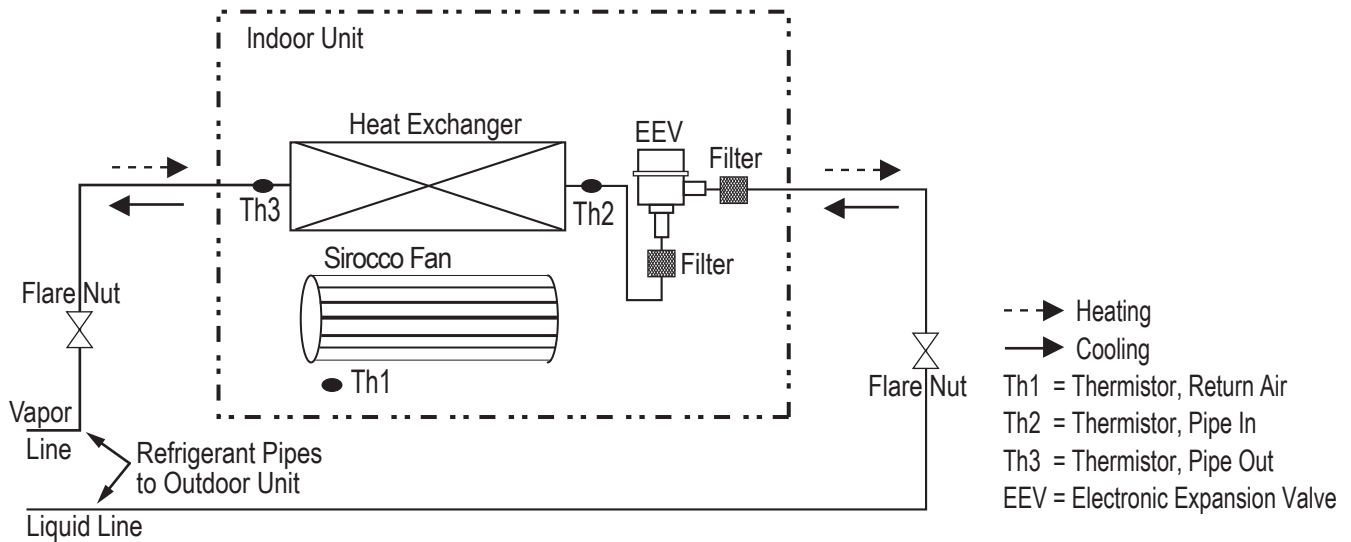 Indoor Unit
Heat Exchanger
EEV
Filter
Th3
Th2
Sirocco Fan
Filter
Flare Nut
Th1
Flare Nut
Vapor
Line
Refrigerant Pipes
to Outdoor Unit
Liquid Line
Heating
Cooling
Th1 = Thermistor, Return Air
Th2 = Thermistor, Pipe In
Th3 = Thermistor, Pipe Out
EEV = Electronic Expansion Valve